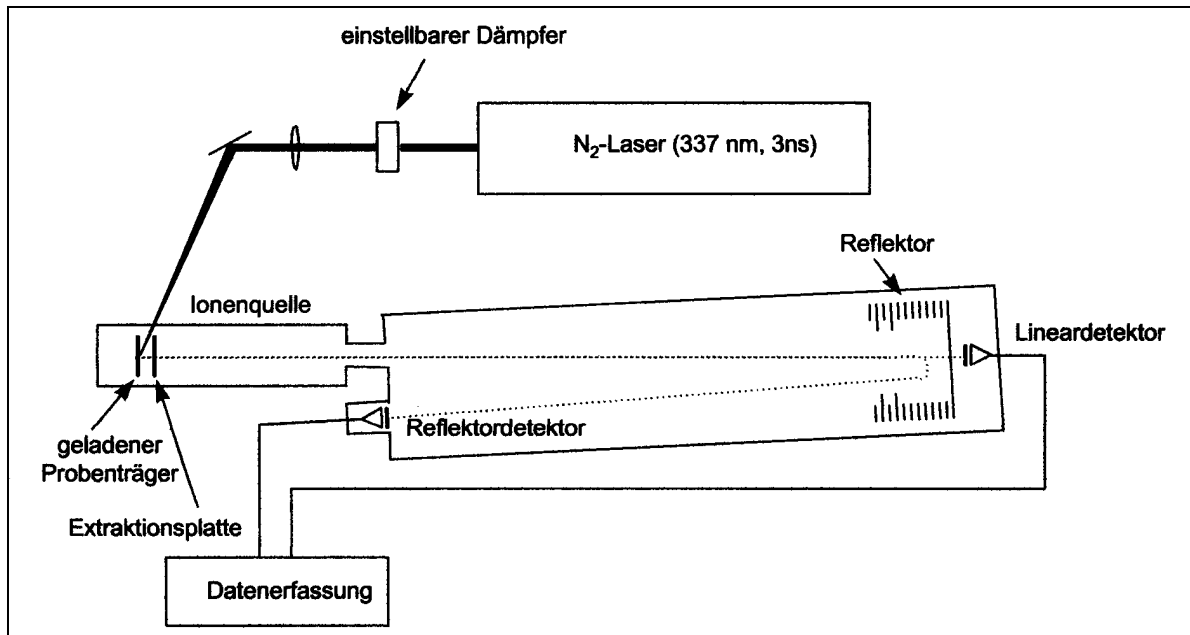 einstellbarer Dämpfer
N₂-Laser (337 nm, 3ns)
Reflektor
Ionenquelle
Lineardetektor
Reflektordetektor
geladener
Probenträger
Extraktionsplatte
Datenerfassung